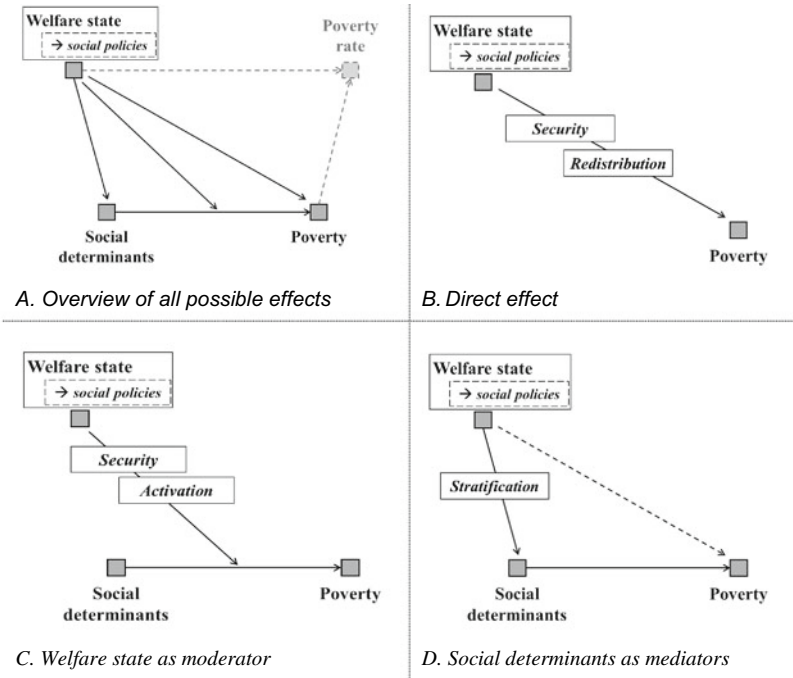 Welfare state
→ social policies
Poverty
rate
Social
determinants
Poverty
A. Overview of all possible effects
Welfare state
→ social policies
Security
Redistribution
Poverty
B. Direct effect
Welfare state
→ social policies
Security
Activation
Social
determinants
Poverty
C. Welfare state as moderator
Welfare state
→ social policies
Stratification
Social
determinants
Poverty
D. Social determinants as mediators